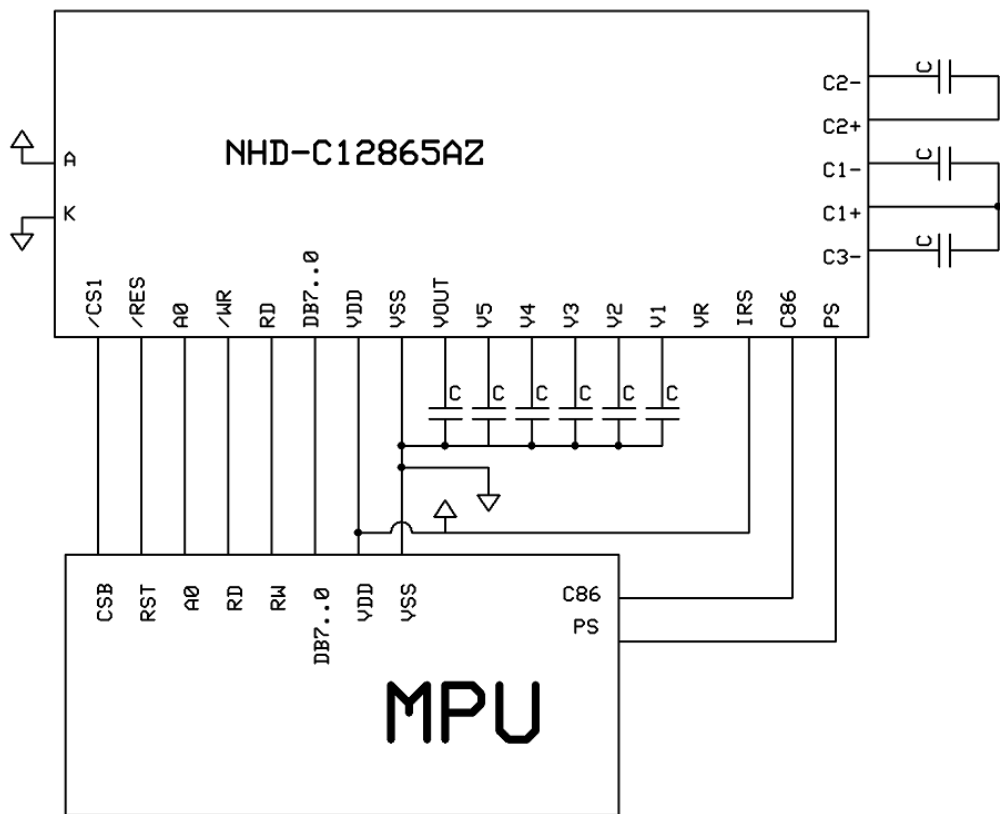 C2-
C
C2+
NHD-C12865AZ
A
C1-
C
K
C1+
C3-
C
/CS1
/RES
A0
/WR
RD
DB7..0
VDD
VSS
VOUT
V5
V4
V3
V2
V1
VR
IRS
C86
PS
C
C
C
C
C
C
CSB
RST
A0
RD
RW
DB7..0
VDD
VSS
C86
PS
MPU